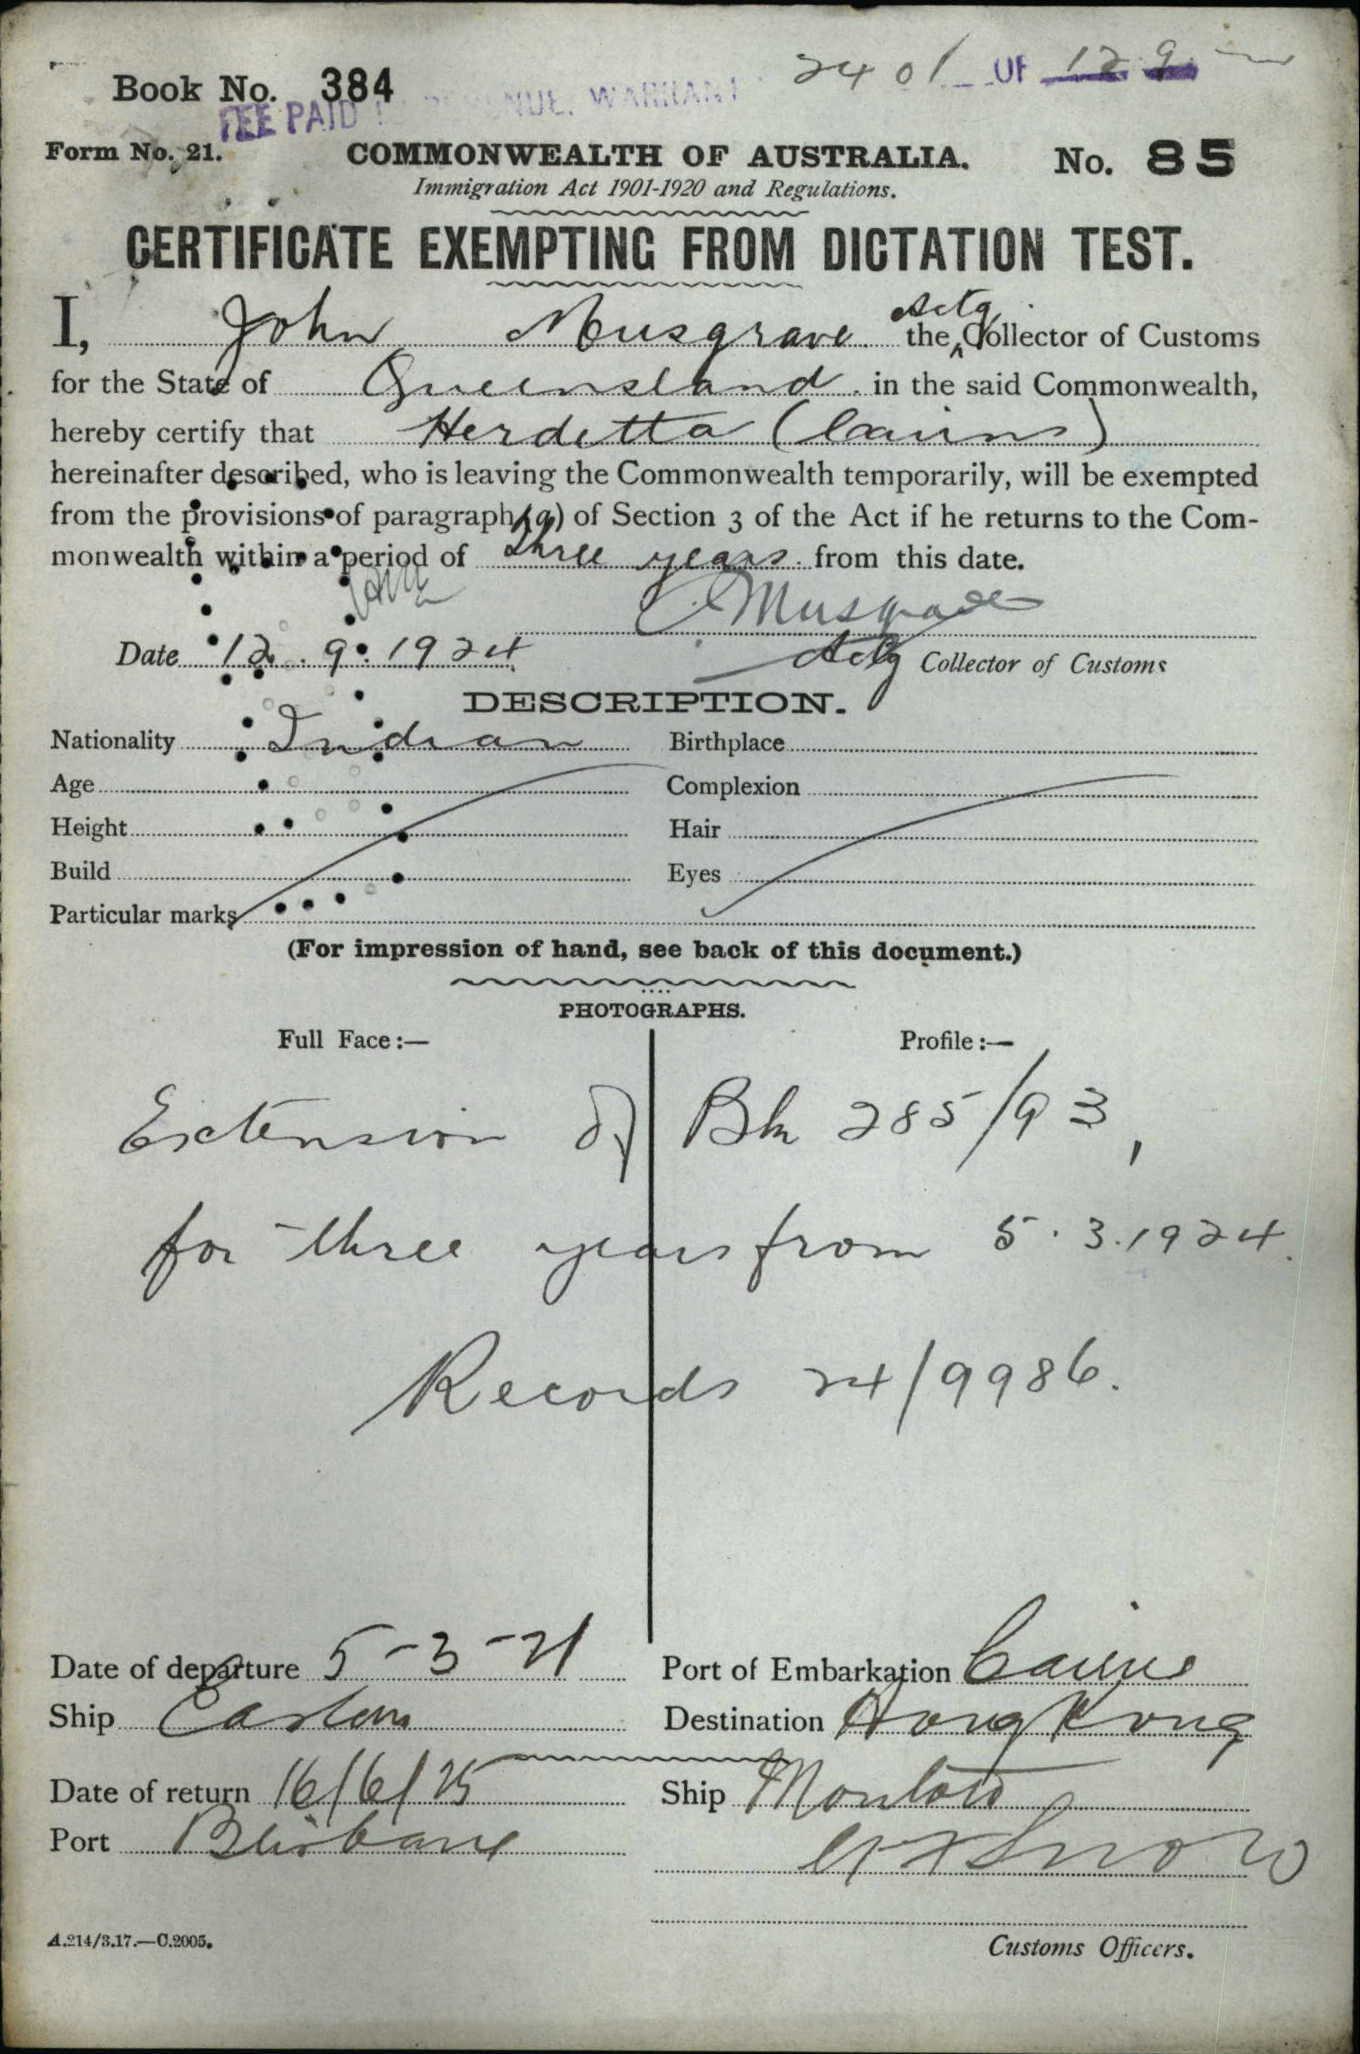 Book No. 384
2401 OF 12 9
FEE PAID REVENUE, WARRANT
Form No. 21.
COMMONWEALTH OF AUSTRALIA.
No. 85
Immigration Act 1901-1920 and Regulations.
CERTIFICATE EXEMPTING FROM DICTATION TEST.
I, John Musgrave the Actg Collector of Customs
for the State of Queensland in the said Commonwealth,
hereby certify that Herditta (Cairns)
hereinafter described, who is leaving the Commonwealth temporarily, will be exempted
from the provisions of paragraph (a) of Section 3 of the Act if he returns to the Com-
monwealth within a period of three years from this date.
Musgrave
Date 12.9.1924
Actg Collector of Customs
DESCRIPTION.
Nationality Indian Birthplace
Age Complexion
Height Hair
Build Eyes
Particular marks
(For impression of hand, see back of this document.)
PHOTOGRAPHS.
Full Face:— Profile:—
Extension of Bk 285/93,
for three years from 5.3.1924.
Records 24/9986.
Date of departure 5-3-21 Port of Embarkation Cairns
Ship Eastern Destination Hong Kong
Date of return 16/6/25 Ship Montoro
Port Brisbane
Snow
A.214/3.17.—C.2005.
Customs Officers.